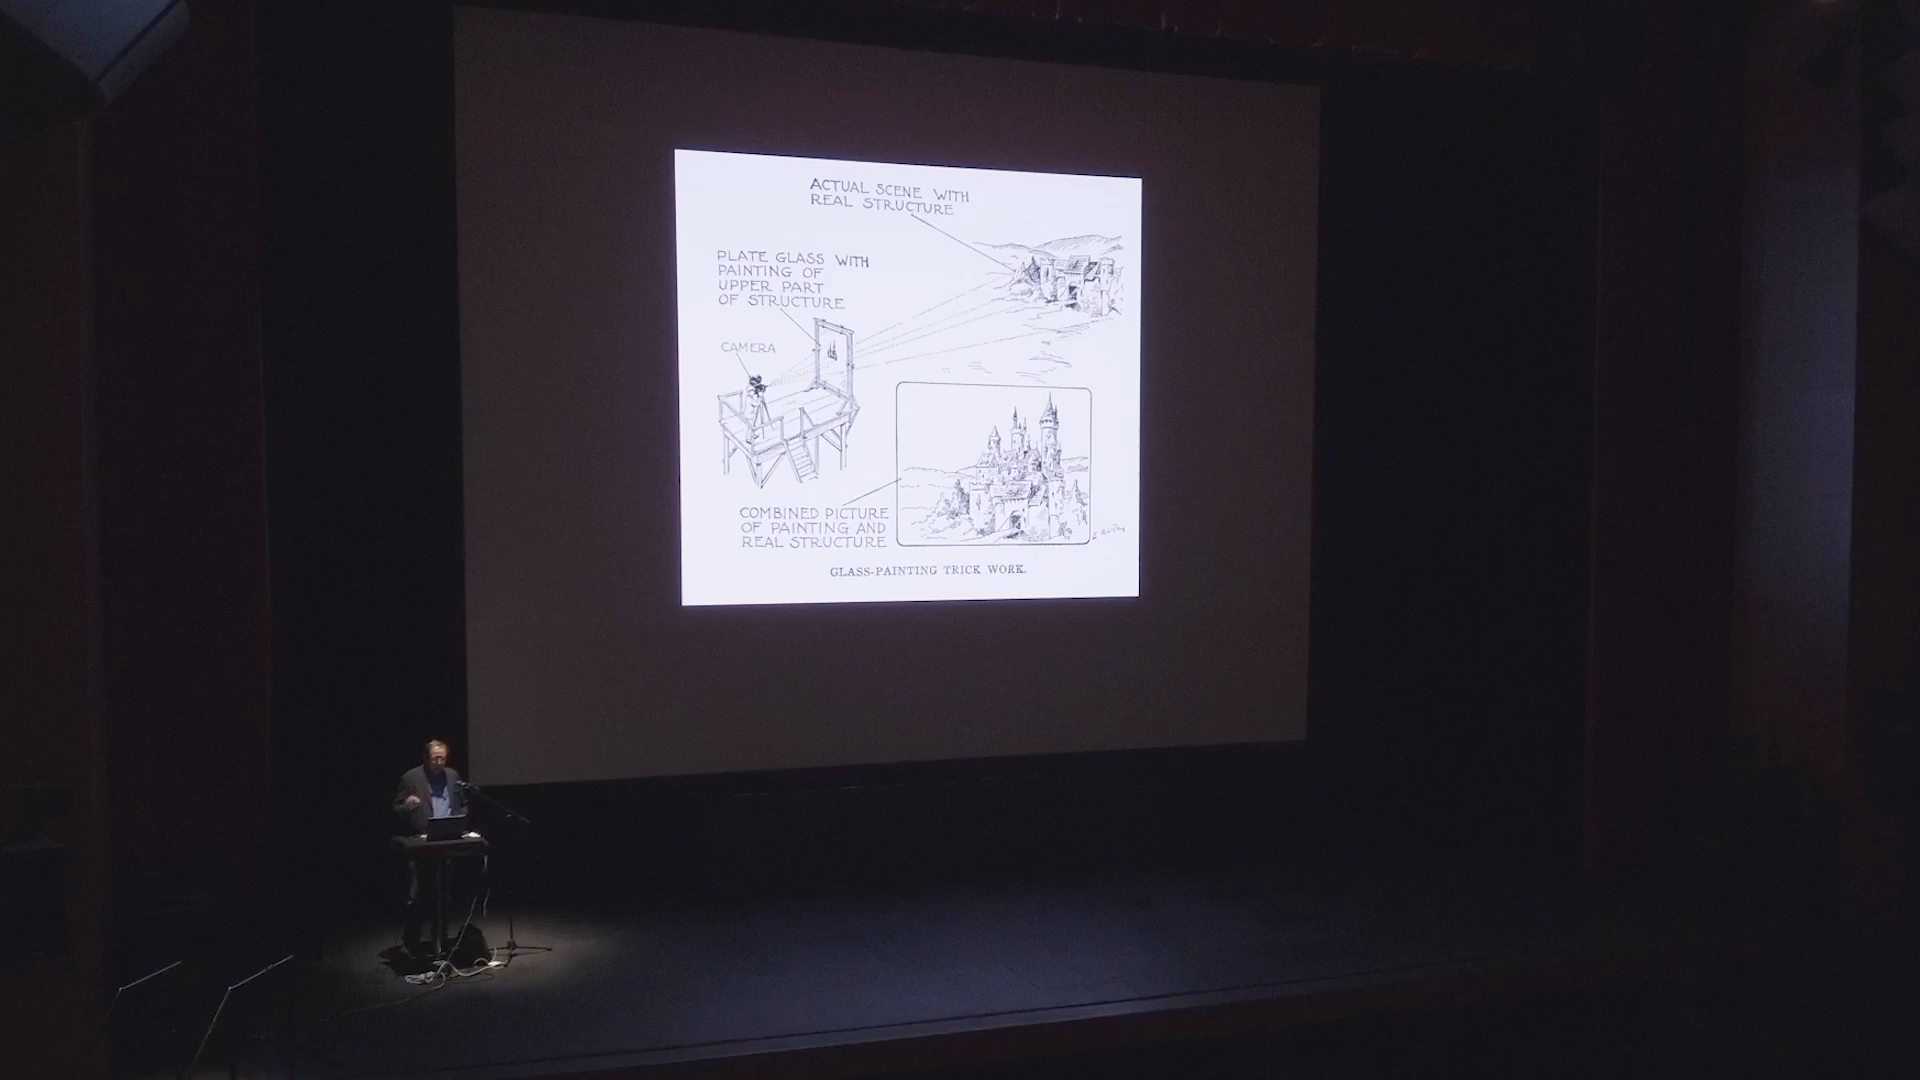 ACTUAL SCENE WITH
REAL STRUCTURE
PLATE GLASS WITH
PAINTING OF
UPPER PART
OF STRUCTURE
CAMERA
COMBINED PICTURE
OF PAINTING AND
REAL STRUCTURE
GLASS-PAINTING TRICK WORK.